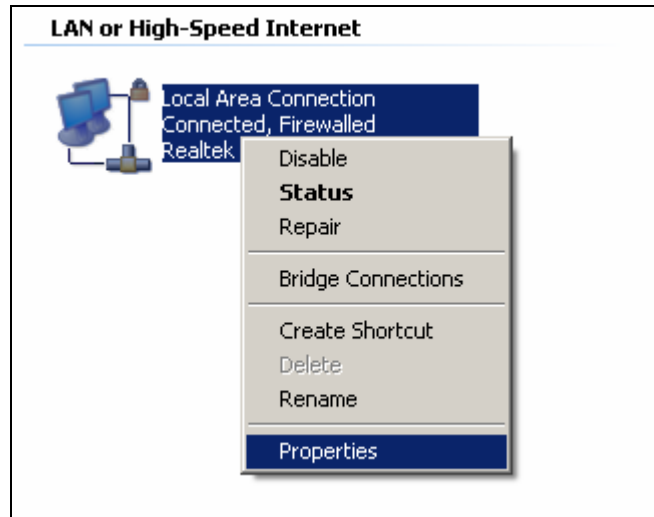 LAN or High-Speed Internet
Local Area Connection
Connected, Firewalled
Realtek
Disable
Status
Repair
Bridge Connections
Create Shortcut
Delete
Rename
Properties